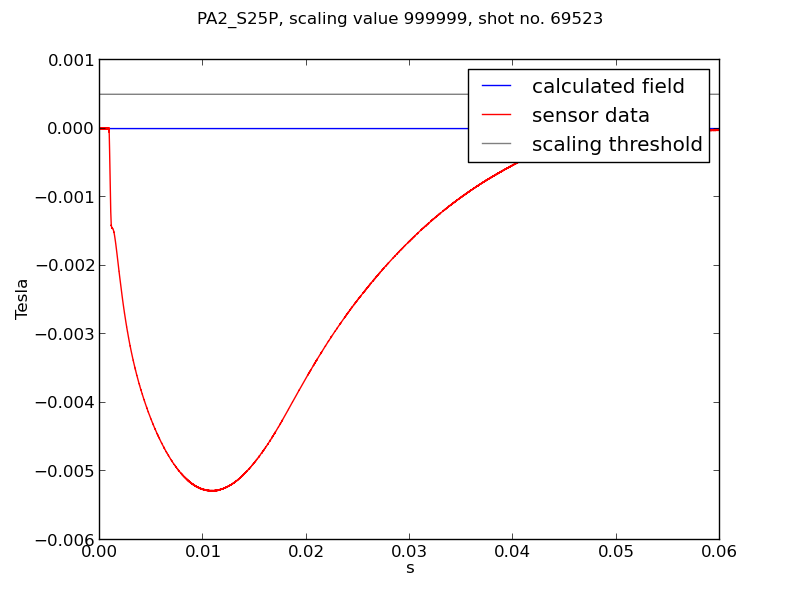 PA2_S25P, scaling value 999999, shot no. 69523
calculated field
sensor data
scaling threshold
0.001
0.000
−0.001
−0.002
−0.003
−0.004
−0.005
−0.006
Tesla
0.00 0.01 0.02 0.03 0.04 0.05 0.06
s